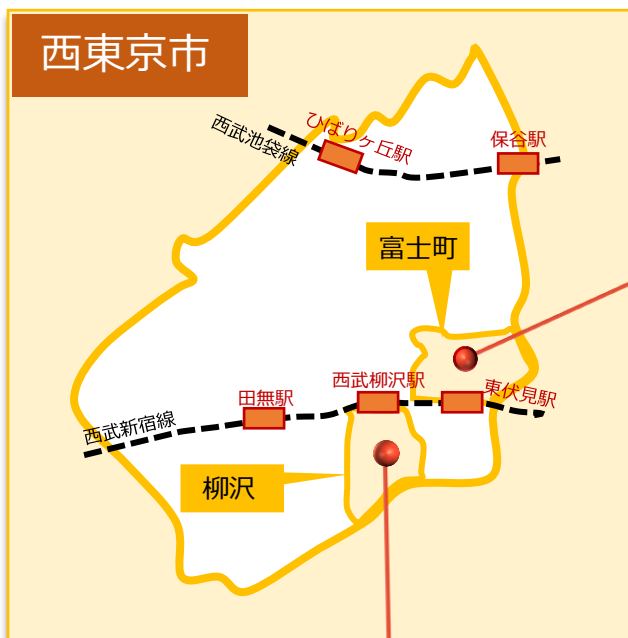 西東京市
西武池袋線
ひばりヶ丘駅
保谷駅
富士町
西武柳沢駅
東伏見駅
田無駅
西武新宿線
柳沢